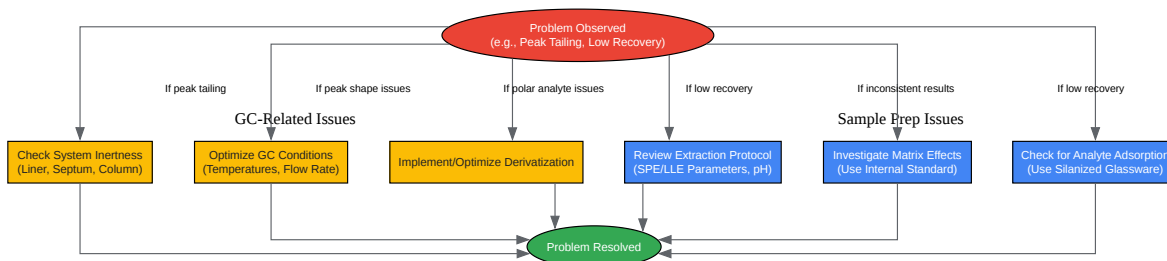 Problem Observed
(e.g., Peak Tailing, Low Recovery)
If peak tailing
If peak shape issues
If polar analyte issues
If low recovery
If inconsistent results
If low recovery
GC-Related Issues
Sample Prep Issues
Check System Inertness
(Liner, Septum, Column)
Optimize GC Conditions
(Temperatures, Flow Rate)
Implement/Optimize Derivatization
Review Extraction Protocol
(SPE/LLE Parameters, pH)
Investigate Matrix Effects
(Use Internal Standard)
Check for Analyte Adsorption
(Use Silanized Glassware)
Problem Resolved